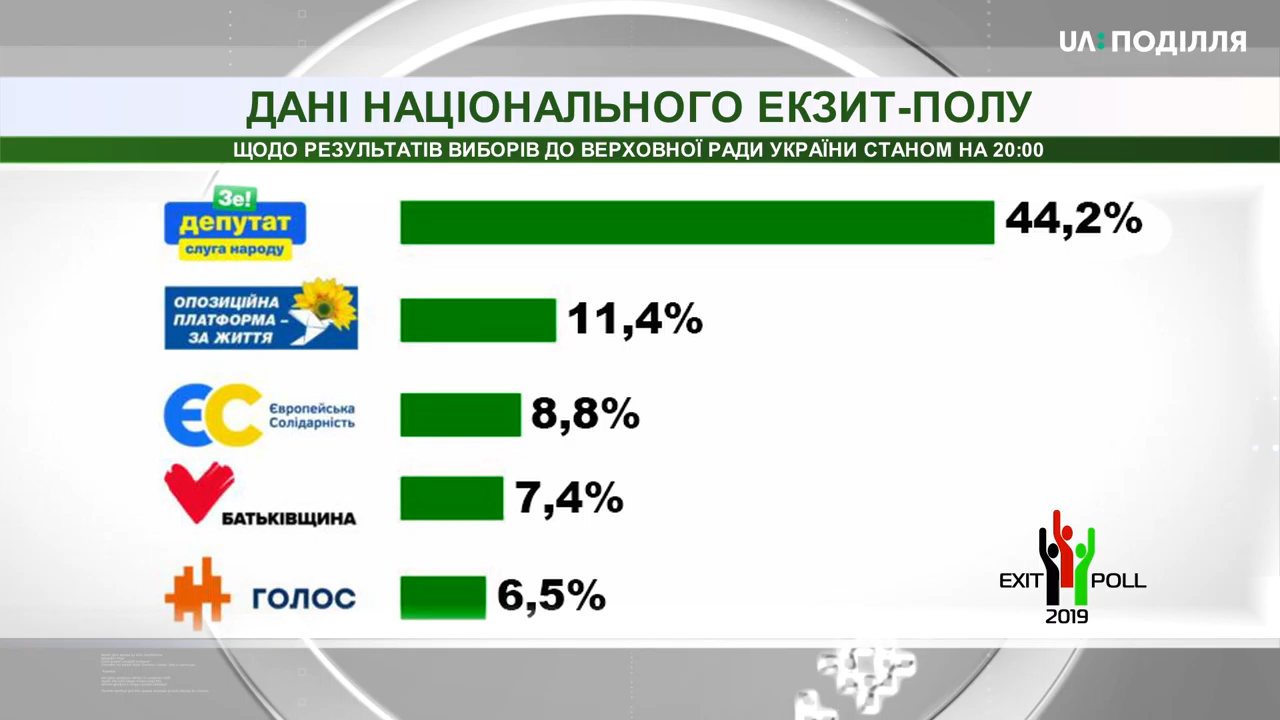 UA:ПОДІЛЛЯ
ДАНІ НАЦІОНАЛЬНОГО ЕКЗИТ-ПОЛУ
ЩОДО РЕЗУЛЬТАТІВ ВИБОРІВ ДО ВЕРХОВНОЇ РАДИ УКРАЇНИ СТАНОМ НА 20:00
Зе!
депутат
слуга народу
44,2%
ОПОЗИЦІЙНА
ПЛАТФОРМА –
ЗА ЖИТТЯ
11,4%
ЄС
Європейська
Солідарність
8,8%
БАТЬКІВЩИНА
7,4%
ГОЛОС
6,5%
EXIT POLL
2019